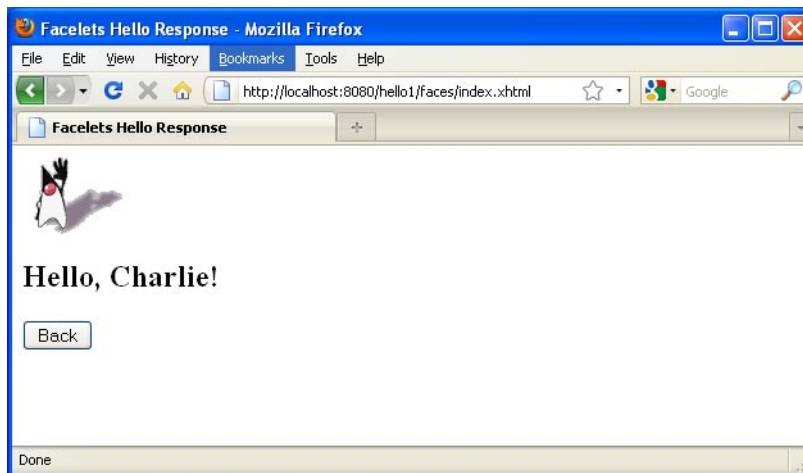 Facelets Hello Response - Mozilla Firefox
File Edit View History Bookmarks Tools Help
http://localhost:8080/hello1/faces/index.xhtml Google
Facelets Hello Response
Hello, Charlie!
Back
Done